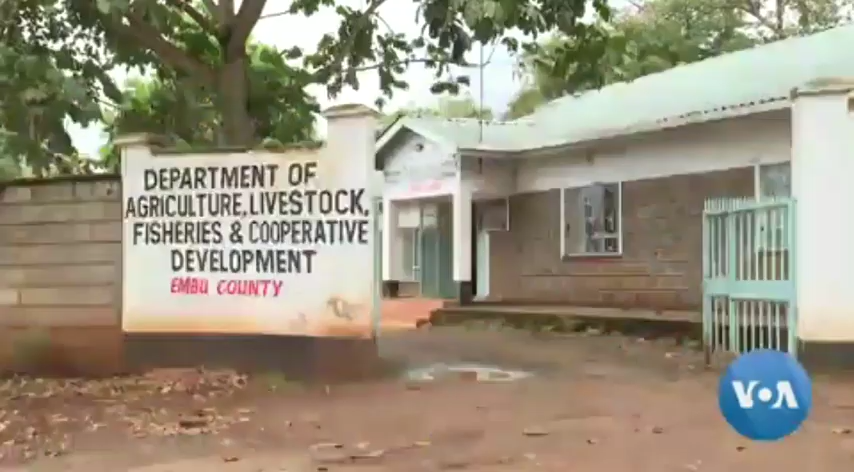 DEPARTMENT OF
AGRICULTURE, LIVESTOCK,
FISHERIES & COOPERATIVE
DEVELOPMENT
EMBU COUNTY
VOA